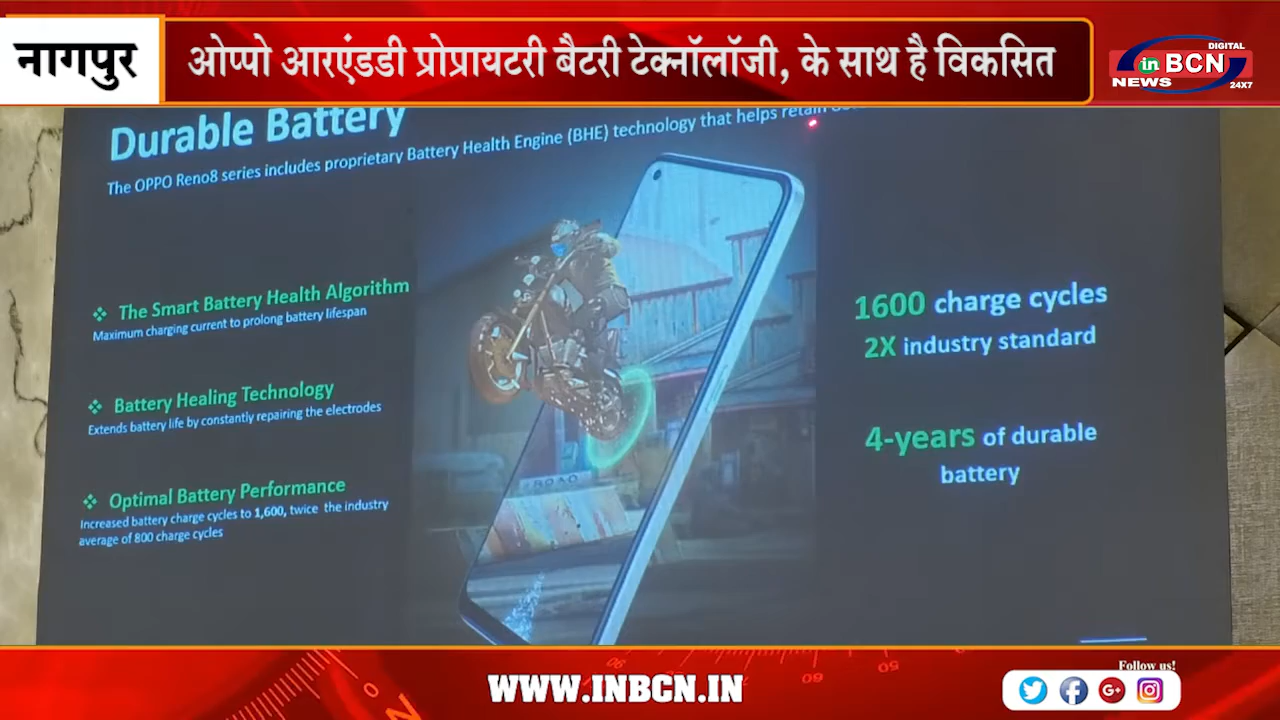 नागपुर
ओप्पो आरएंडडी प्रोप्रायटरी बैटरी टेक्नॉलॉजी, के साथ है विकसित
DIGITAL
in BCN
NEWS
24X7
Durable Battery
The OPPO Reno8 series includes proprietary Battery Health Engine (BHE) technology that helps retain
❖ The Smart Battery Health Algorithm
Maximum charging current to prolong battery lifespan
❖ Battery Healing Technology
Extends battery life by constantly repairing the electrodes
❖ Optimal Battery Performance
Increased battery charge cycles to 1,600, twice the industry
average of 800 charge cycles
ROAD
1600 charge cycles
2X industry standard
4-years of durable
battery
WWW.INBCN.IN
Follow us!